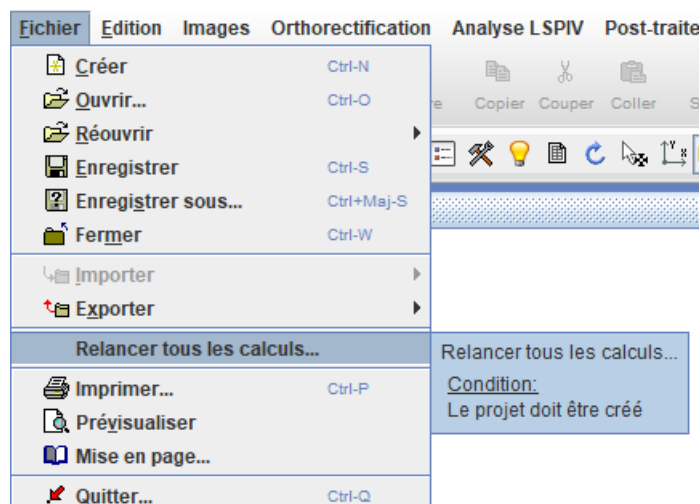 Fichier Edition Images Orthorectification Analyse LSPIV Post-traite
Créer Ctrl-N
Copier Couper Coller
Ouvrir... Ctrl-O
Réouvrir
Enregistrer Ctrl-S
Enregistrer sous... Ctrl+Maj-S
Fermer Ctrl-W
Importer
Exporter
Relancer tous les calculs...
Relancer tous les calculs...
Condition:
Le projet doit être créé
Imprimer... Ctrl-P
Prévisualiser
Mise en page...
Quitter... Ctrl-Q